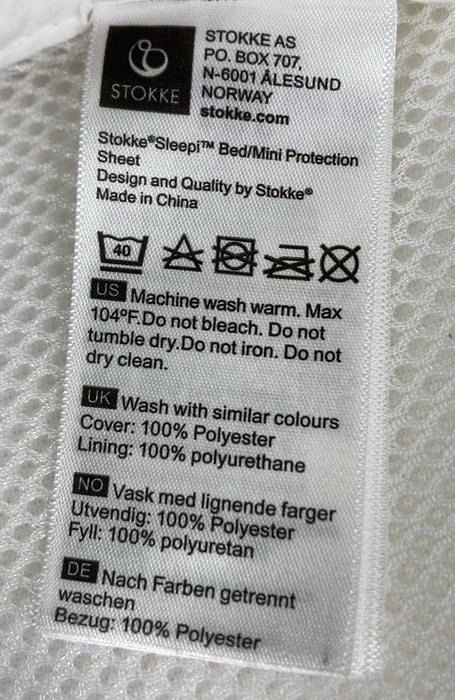 STOKKE
STOKKE AS
PO. BOX 707,
N-6001 ÅLESUND
NORWAY
stokke.com
Stokke®Sleepi™ Bed/Mini Protection
Sheet
Design and Quality by Stokke®
Made in China
40
US Machine wash warm. Max
104°F.Do not bleach. Do not
tumble dry.Do not iron. Do not
dry clean.
UK Wash with similar colours
Cover: 100% Polyester
Lining: 100% polyurethane
NO Vask med lignende farger
Utvendig: 100% Polyester
Fyll: 100% polyuretan
DE Nach Farben getrennt
waschen
Bezug: 100% Polyester